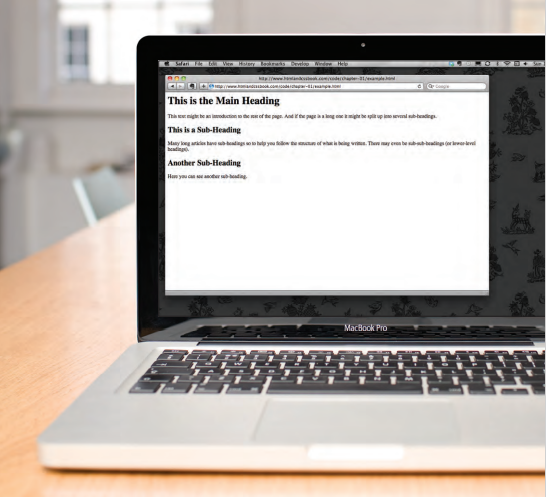 Safari File Edit View History Bookmarks Develop Window Help
http://www.htmlandcssbook.com/code/chapter-01/example.html
http://www.htmlandcssbook.com/code/chapter-01/example.html Google
This is the Main Heading
This text might be an introduction to the rest of the page. And if the page is a long one it might be split up into several sub-headings.
This is a Sub-Heading
Many long articles have sub-headings so to help you follow the structure of what is being written. There may even be sub-sub-headings (or lower-level
headings).
Another Sub-Heading
Here you can see another sub-heading.
MacBook Pro